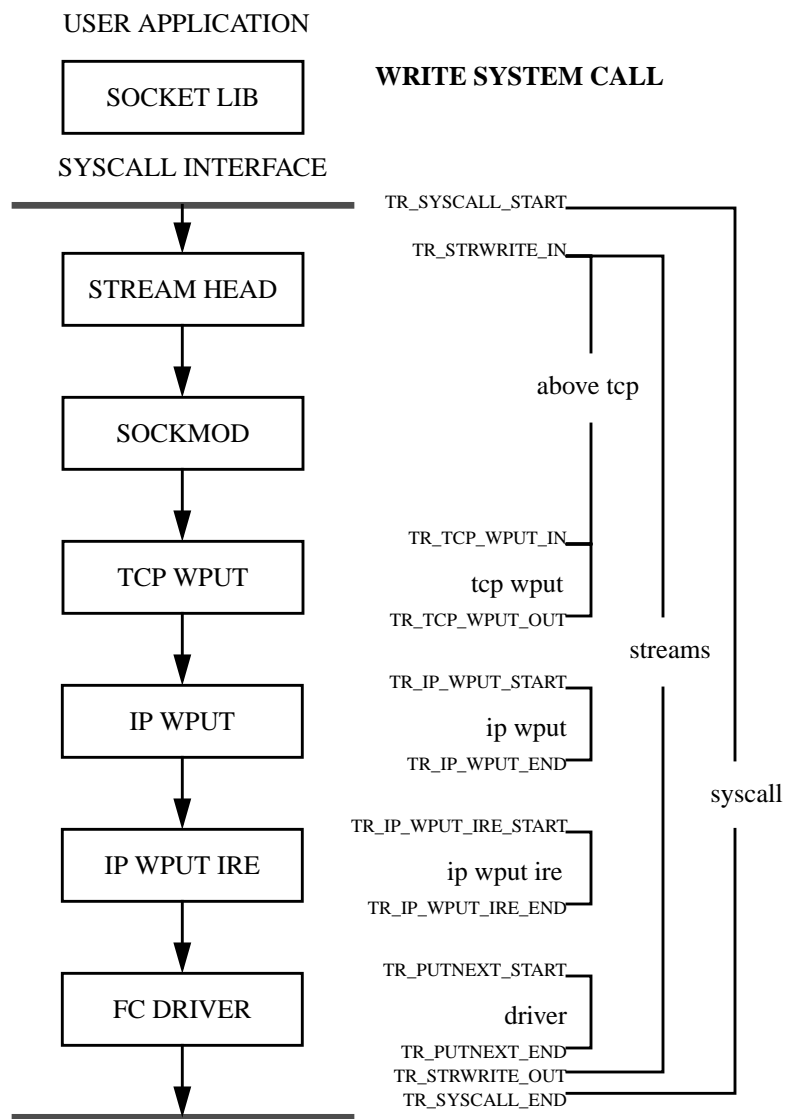 USER APPLICATION
SOCKET LIB
WRITE SYSTEM CALL
SYSCALL INTERFACE
TR_SYSCALL_START
TR_STRWRITE_IN
STREAM HEAD
above tcp
SOCKMOD
TR_TCP_WPUT_IN
TCP WPUT
tcp wput
TR_TCP_WPUT_OUT
streams
TR_IP_WPUT_START
IP WPUT
ip wput
TR_IP_WPUT_END
syscall
TR_IP_WPUT_IRE_START
IP WPUT IRE
ip wput ire
TR_IP_WPUT_IRE_END
TR_PUTNEXT_START
FC DRIVER
driver
TR_PUTNEXT_END
TR_STRWRITE_OUT
TR_SYSCALL_END